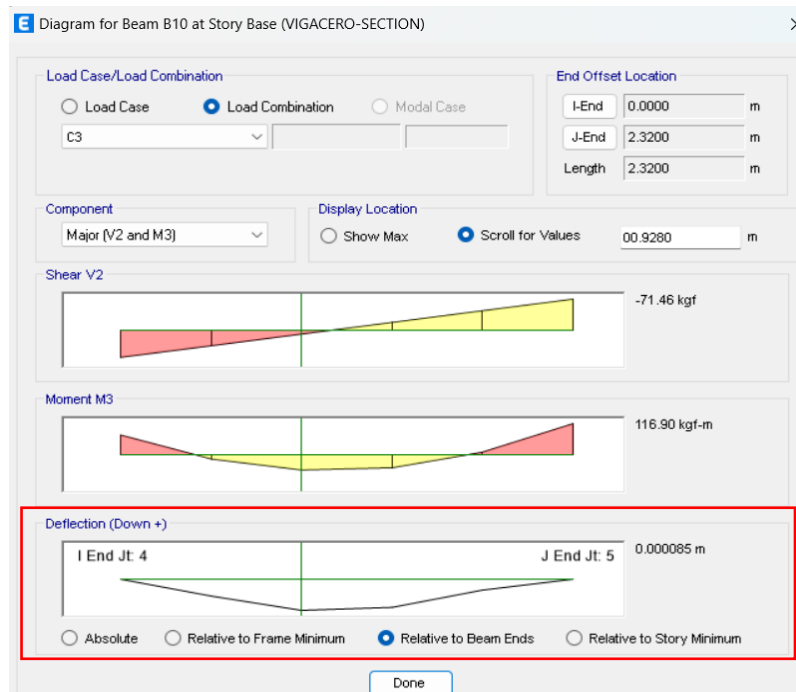 E Diagram for Beam B10 at Story Base (VIGACERO-SECTION)
Load Case/Load Combination
Load Case Load Combination Modal Case
C3
End Offset Location
I-End 0.0000 m
J-End 2.3200 m
Length 2.3200 m
Component
Major (V2 and M3)
Display Location
Show Max Scroll for Values 00.9280 m
Shear V2
-71.46 kgf
Moment M3
116.90 kgf-m
Deflection (Down +)
I End Jt: 4 J End Jt: 5 0.000085 m
Absolute Relative to Frame Minimum Relative to Beam Ends Relative to Story Minimum
Done